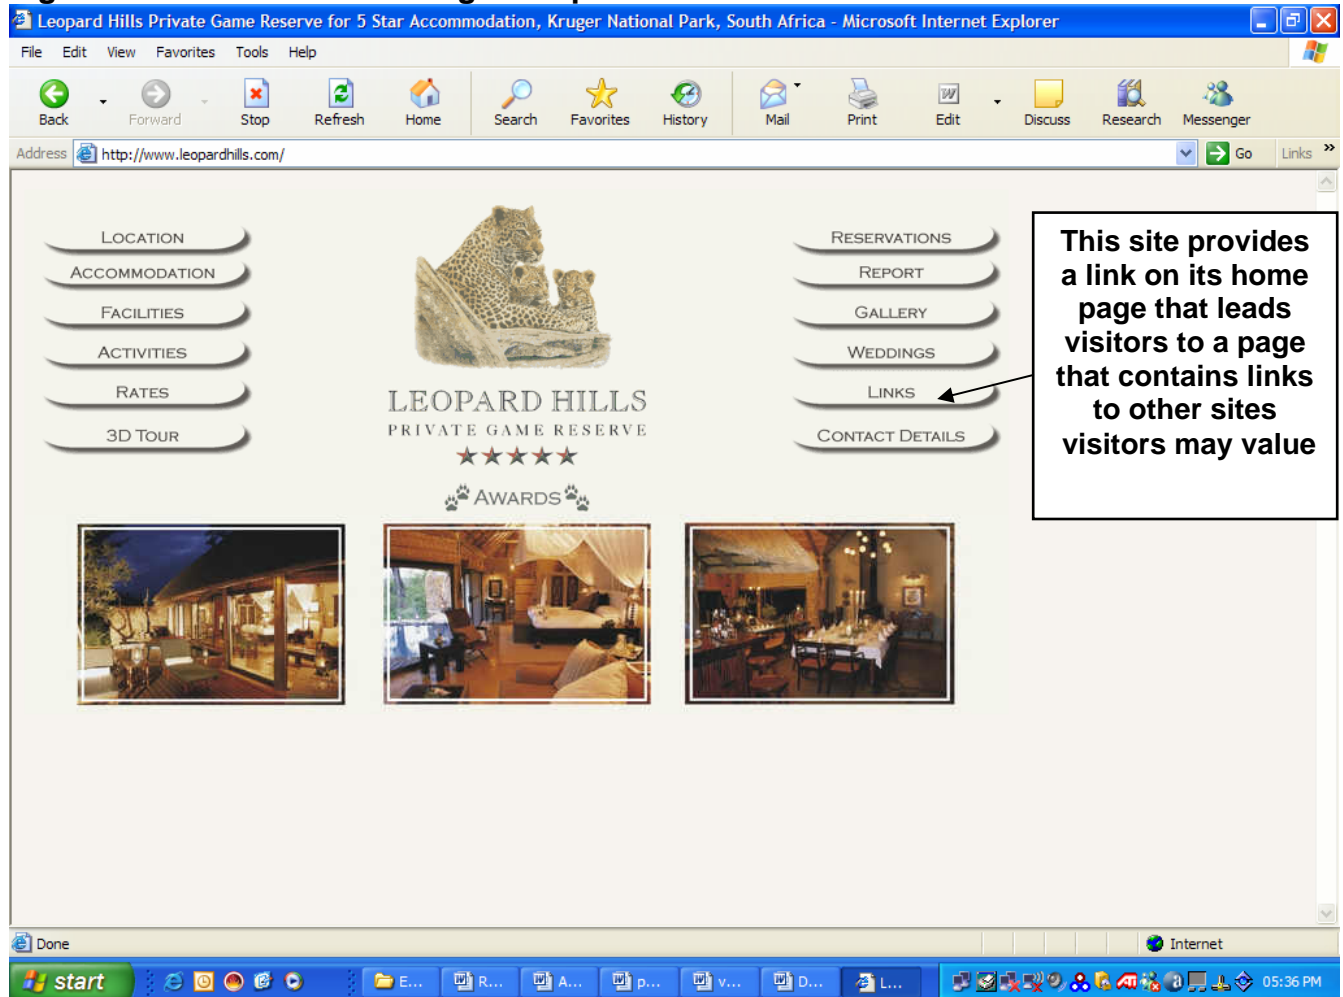 Leopard Hills Private Game Reserve for 5 Star Accommodation, Kruger National Park, South Africa - Microsoft Internet Explorer
File Edit View Favorites Tools Help
Back Forward Stop Refresh Home Search Favorites History Mail Print Edit Discuss Research Messenger
Address http://www.leopardhills.com/ Go Links »
LOCATION
ACCOMMODATION
FACILITIES
ACTIVITIES
RATES
3D TOUR
LEOPARD HILLS
PRIVATE GAME RESERVE
AWARDS
RESERVATIONS
REPORT
GALLERY
WEDDINGS
LINKS
CONTACT DETAILS
This site provides
a link on its home
page that leads
visitors to a page
that contains links
to other sites
visitors may value
Done Internet
start E... R... A... p... v... D... L... 05:36 PM